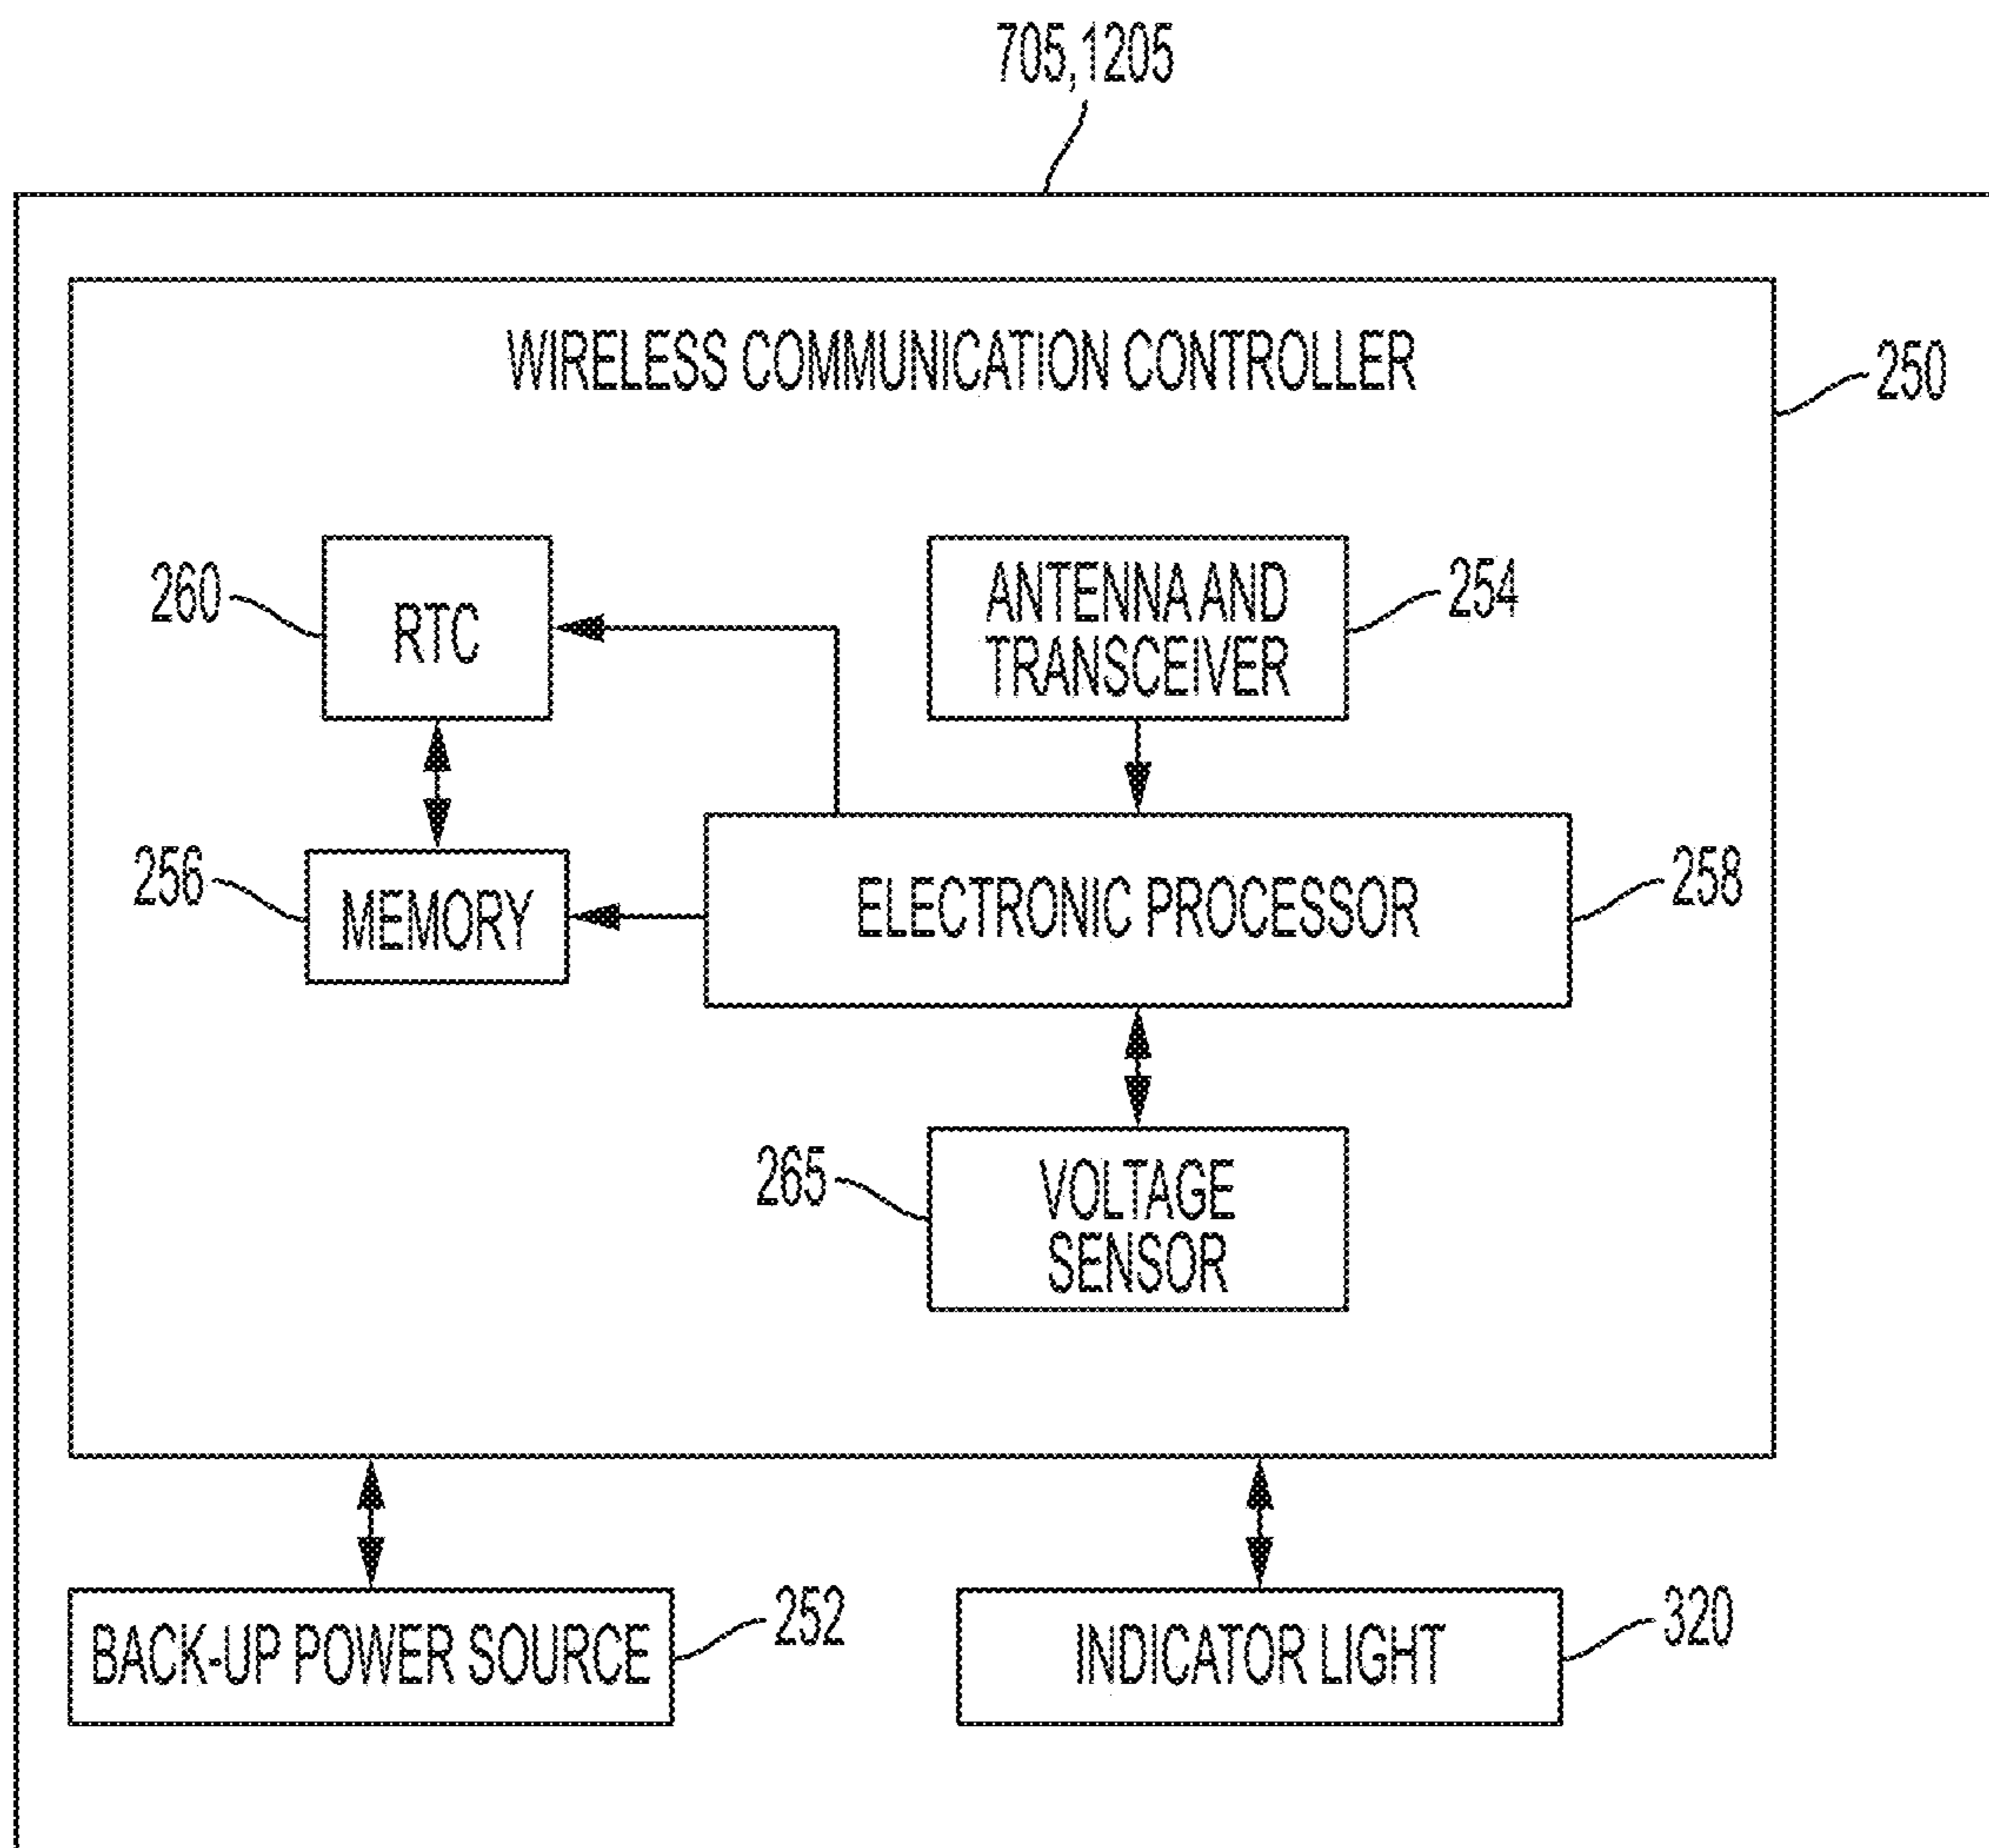 705,1205
WIRELESS COMMUNICATION CONTROLLER
250
260
RTC
ANTENNA AND
TRANSCEIVER
254
256
MEMORY
ELECTRONIC PROCESSOR
258
265
VOLTAGE
SENSOR
BACK-UP POWER SOURCE
252
INDICATOR LIGHT
320